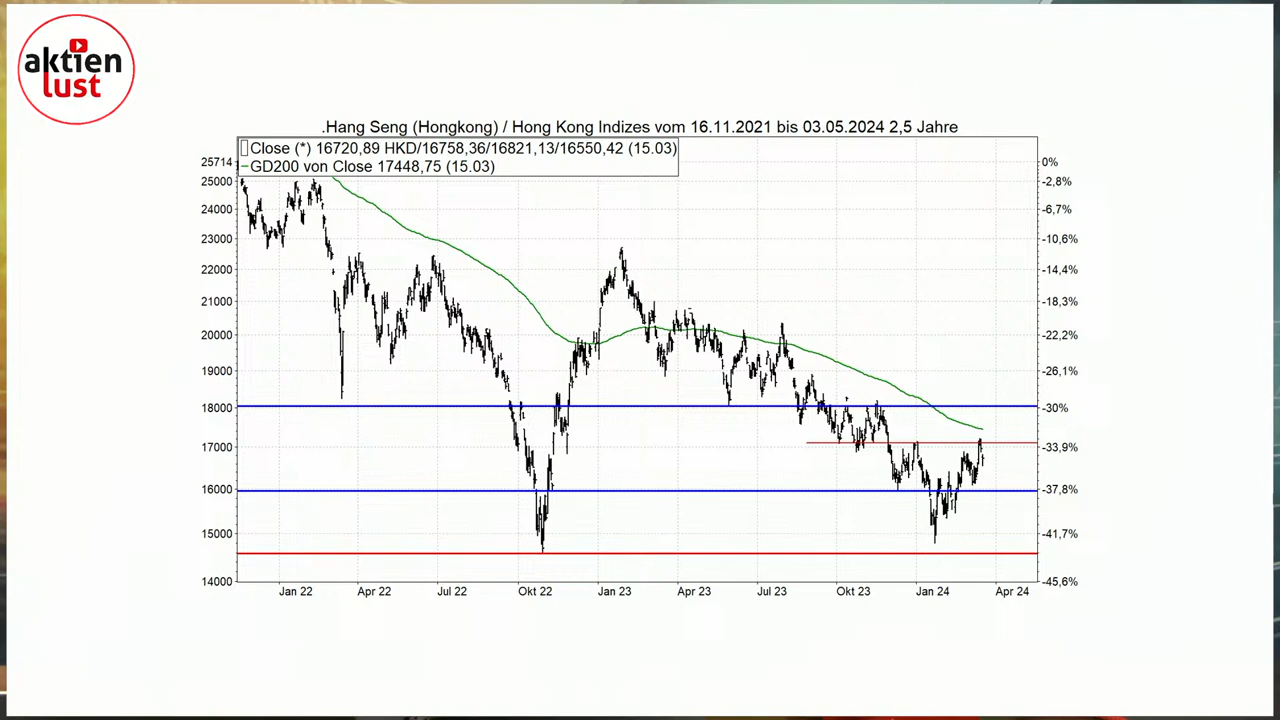 aktien
lust
.Hang Seng (Hongkong) / Hong Kong Indizes vom 16.11.2021 bis 03.05.2024 2,5 Jahre
Close (*) 16720,89 HKD/16758,36/16821,13/16550,42 (15.03)
GD200 von Close 17448,75 (15.03)
25714 0%
25000 -2,8%
24000 -6,7%
23000 -10,6%
22000 -14,4%
21000 -18,3%
20000 -22,2%
19000 -26,1%
18000 -30%
17000 -33,9%
16000 -37,8%
15000 -41,7%
14000 -45,6%
Jan 22 Apr 22 Jul 22 Okt 22 Jan 23 Apr 23 Jul 23 Okt 23 Jan 24 Apr 24